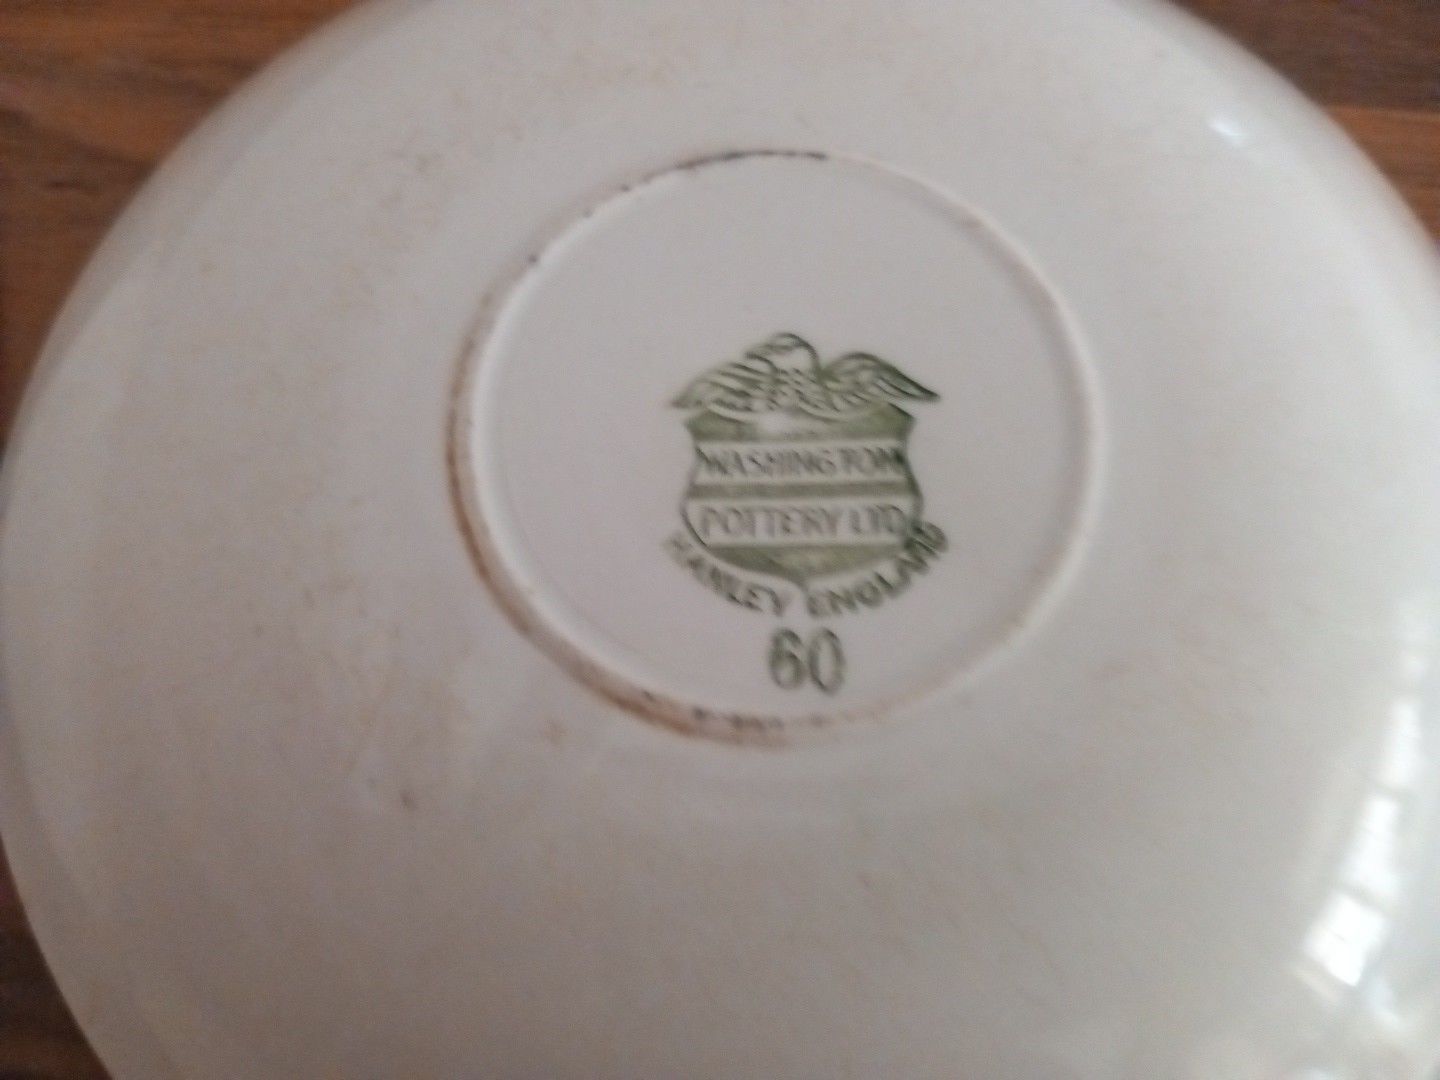 WASHINGTON
POTTERY LTD
HANLEY ENGLAND
60